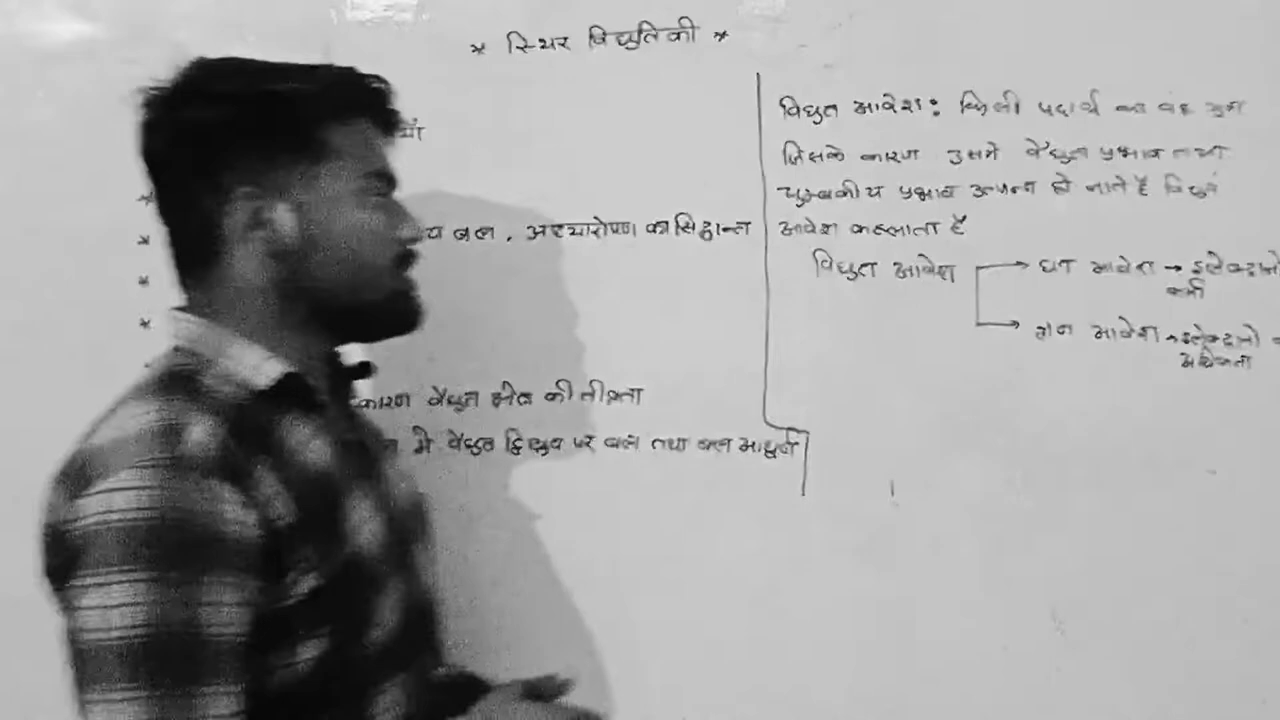 * स्थिर विद्युतिकी *
*
* य बल , अध्यारोपण का सिद्धान्त
*
*
कारण वैद्युत क्षेत्र की तीव्रता
में वैद्युत द्विध्रुव पर बल तथा बल आघूर्ण
विद्युत आवेश : किसी पदार्थ का वह गुण
जिसके कारण उसमे वैद्युत प्रभाव तथा
चुम्बकीय प्रभाव उत्पन्न हो जाते है विद्युत
आवेश कहलाता है
विद्युत आवेश → धन आवेश → इलेक्ट्रानो
कमी
→ ऋण आवेश → इलेक्ट्रानो
अधिकता